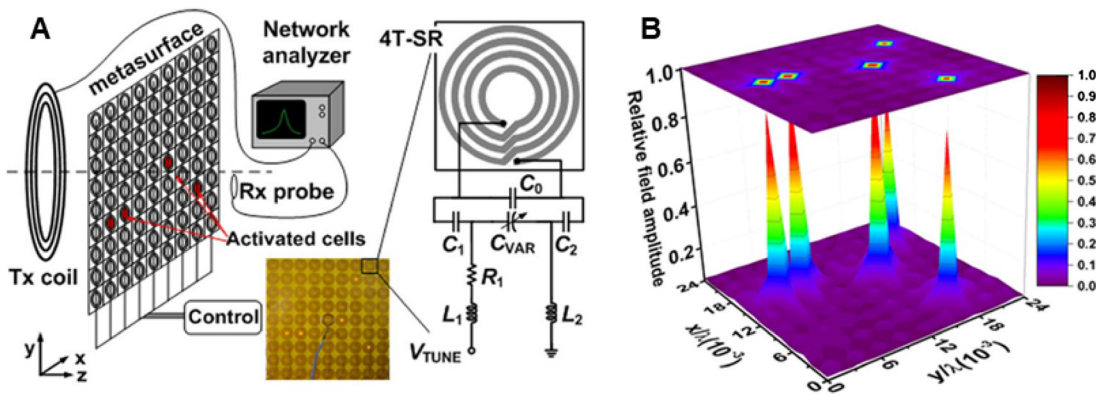 A
metasurface
Network
analyzer
Rx probe
Activated cells
Tx coil
Control
y
x
z
4T-SR
C0
C1
CVAR
C2
R1
L1
L2
VTUNE
B
Relative field amplitude
1.0
0.8
0.6
0.4
0.2
24
18
12
6
0
x/λ(10-3)
0
6
12
18
24
y/λ(10-3)
1.0
0.9
0.8
0.7
0.6
0.5
0.4
0.3
0.2
0.1
0.0